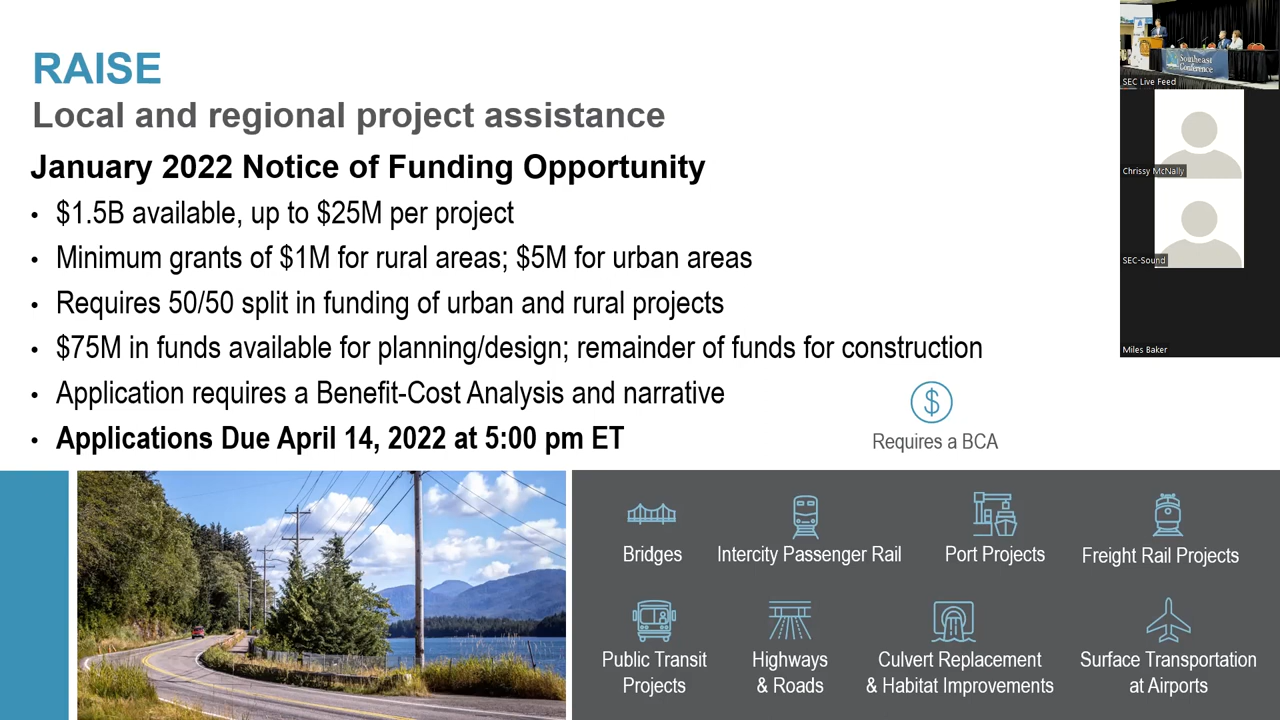 RAISE
Local and regional project assistance
January 2022 Notice of Funding Opportunity
• $1.5B available, up to $25M per project
• Minimum grants of $1M for rural areas; $5M for urban areas
• Requires 50/50 split in funding of urban and rural projects
• $75M in funds available for planning/design; remainder of funds for construction
• Application requires a Benefit-Cost Analysis and narrative
• Applications Due April 14, 2022 at 5:00 pm ET
$
Requires a BCA
Bridges
Intercity Passenger Rail
Port Projects
Freight Rail Projects
Public Transit
Projects
Highways
& Roads
Culvert Replacement
& Habitat Improvements
Surface Transportation
at Airports
Southeast
Conference
SEC Live Feed
Chrissy McNally
SEC-Sound
Miles Baker